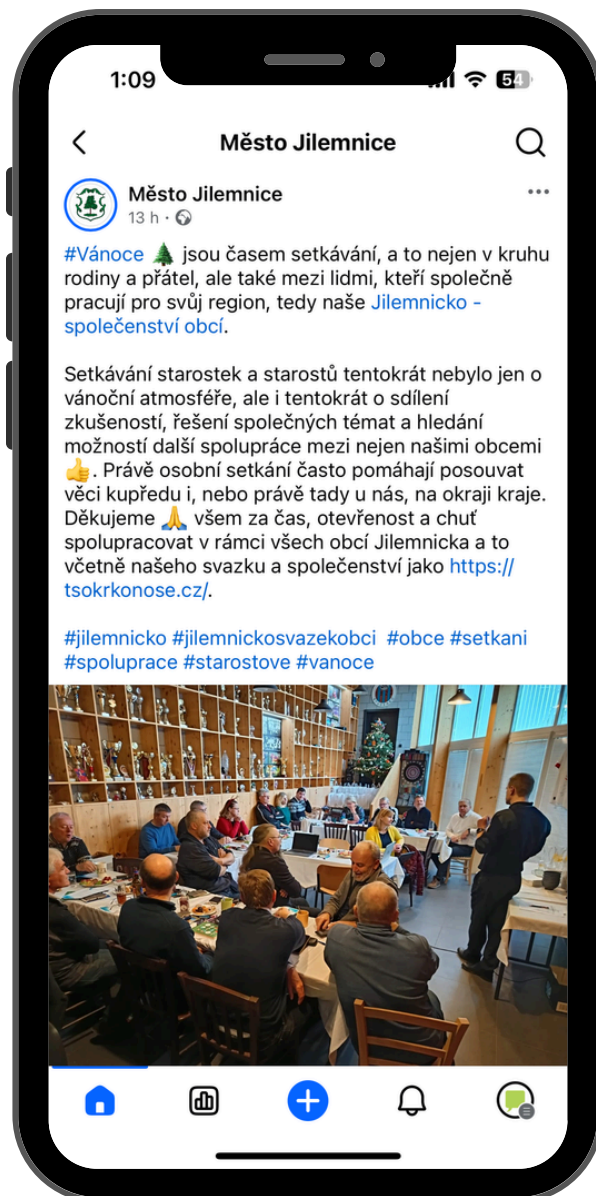 1:09
54
Město Jilemnice
Město Jilemnice
13 h ·
#Vánoce 🌲 jsou časem setkávání, a to nejen v kruhu
rodiny a přátel, ale také mezi lidmi, kteří společně
pracují pro svůj region, tedy naše Jilemnicko -
společenství obcí.
Setkávání starostek a starostů tentokrát nebylo jen o
vánoční atmosféře, ale i tentokrát o sdílení
zkušeností, řešení společných témat a hledání
možností další spolupráce mezi nejen našimi obcemi
👍. Právě osobní setkání často pomáhají posouvat
věci kupředu i, nebo právě tady u nás, na okraji kraje.
Děkujeme 🙏 všem za čas, otevřenost a chuť
spolupracovat v rámci všech obcí Jilemnicka a to
včetně našeho svazku a společenství jako https://
tsokrkonose.cz/.
#jilemnicko #jilemnickosvazekobci #obce #setkani
#spoluprace #starostove #vanoce